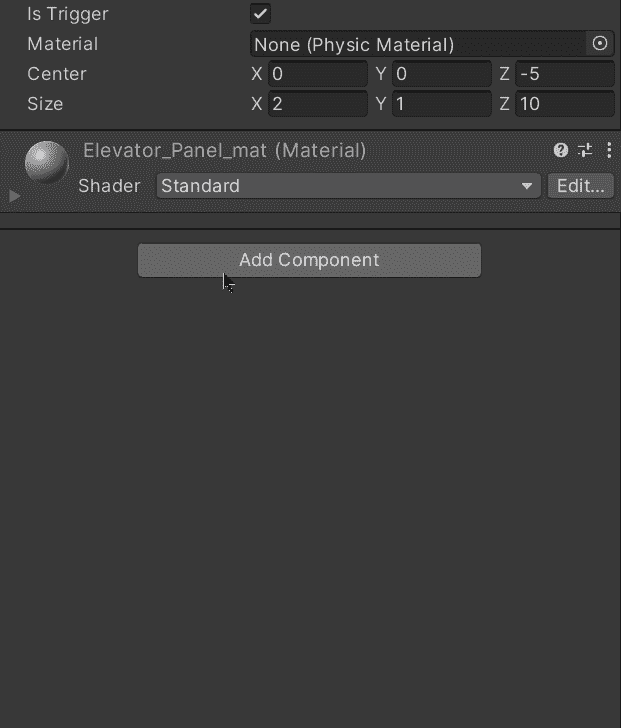 Is Trigger
Material None (Physic Material)
Center X 0 Y 0 Z -5
Size X 2 Y 1 Z 10
Elevator_Panel_mat (Material)
Shader Standard Edit...
Add Component